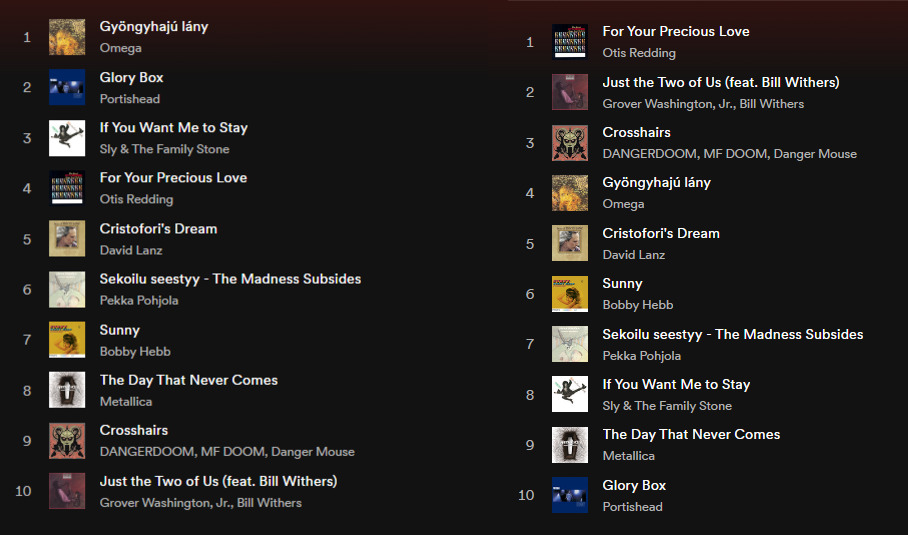 1
Gyöngyhajú lány
Omega
2
Glory Box
Portishead
3
If You Want Me to Stay
Sly & The Family Stone
4
For Your Precious Love
Otis Redding
5
Cristofori's Dream
David Lanz
6
Sekoilu seestyy - The Madness Subsides
Pekka Pohjola
7
Sunny
Bobby Hebb
8
The Day That Never Comes
Metallica
9
Crosshairs
DANGERDOOM, MF DOOM, Danger Mouse
10
Just the Two of Us (feat. Bill Withers)
Grover Washington, Jr., Bill Withers
1
For Your Precious Love
Otis Redding
2
Just the Two of Us (feat. Bill Withers)
Grover Washington, Jr., Bill Withers
3
Crosshairs
DANGERDOOM, MF DOOM, Danger Mouse
4
Gyöngyhajú lány
Omega
5
Cristofori's Dream
David Lanz
6
Sunny
Bobby Hebb
7
Sekoilu seestyy - The Madness Subsides
Pekka Pohjola
8
If You Want Me to Stay
Sly & The Family Stone
9
The Day That Never Comes
Metallica
10
Glory Box
Portishead